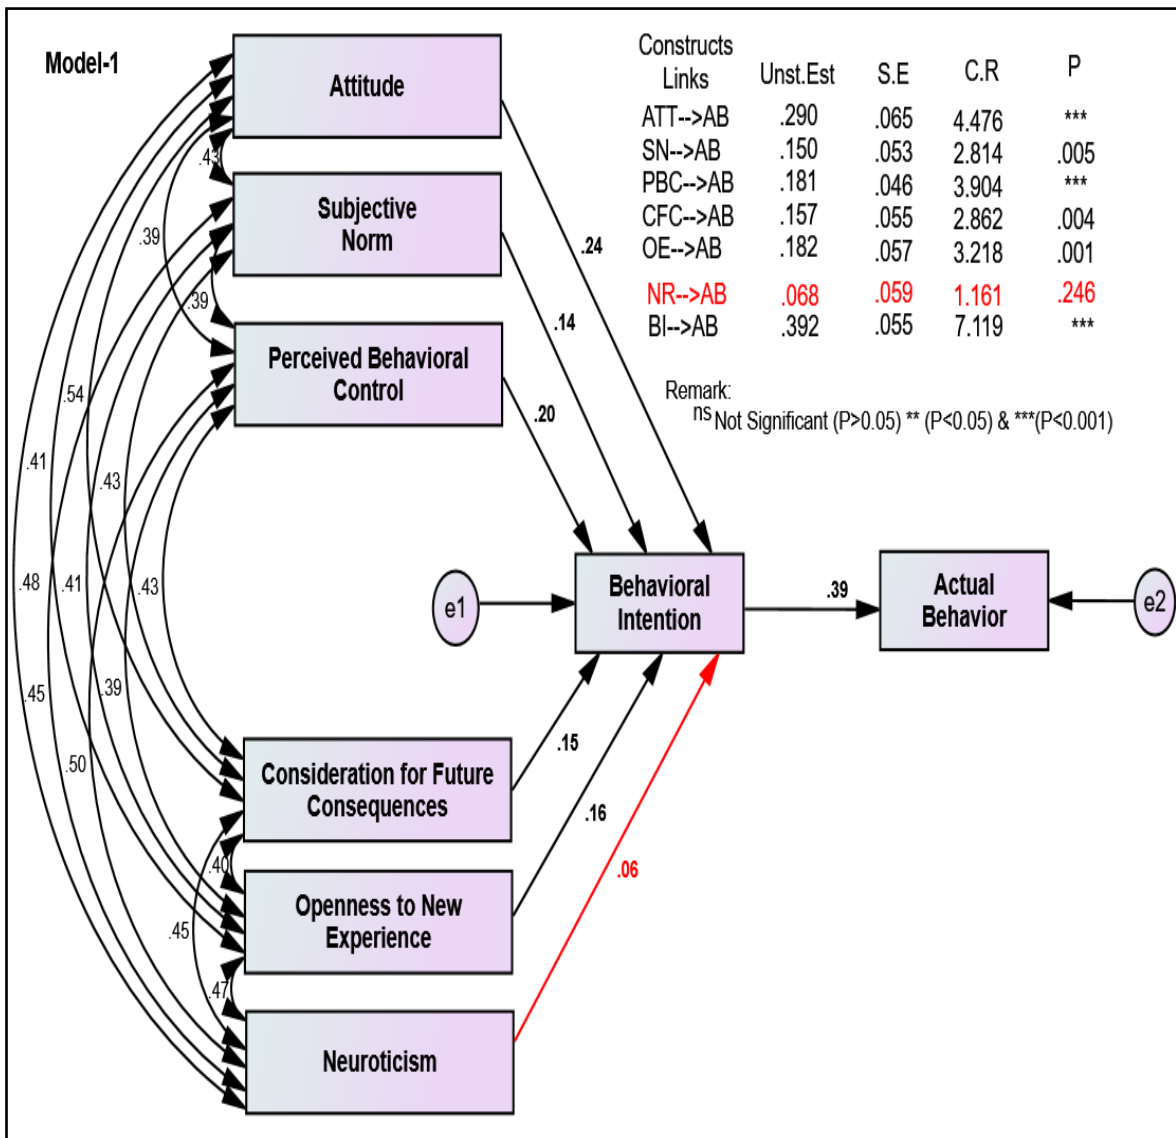 Model-1
Constructs
Links Unst.Est S.E C.R P
ATT-->AB .290 .065 4.476 ***
SN-->AB .150 .053 2.814 .005
PBC-->AB .181 .046 3.904 ***
CFC-->AB .157 .055 2.862 .004
OE-->AB .182 .057 3.218 .001
NR-->AB .068 .059 1.161 .246
BI-->AB .392 .055 7.119 ***
Remark:
ns Not Significant (P>0.05) ** (P<0.05) & ***(P<0.001)
Attitude
Subjective
Norm
Perceived Behavioral
Control
Consideration for Future
Consequences
Openness to New
Experience
Neuroticism
e1
Behavioral
Intention
Actual
Behavior
e2
.43
.39
.39
.54
.41
.43
.48
.41
.43
.45
.39
.50
.40
.45
.47
.24
.14
.20
.39
.15
.16
.06